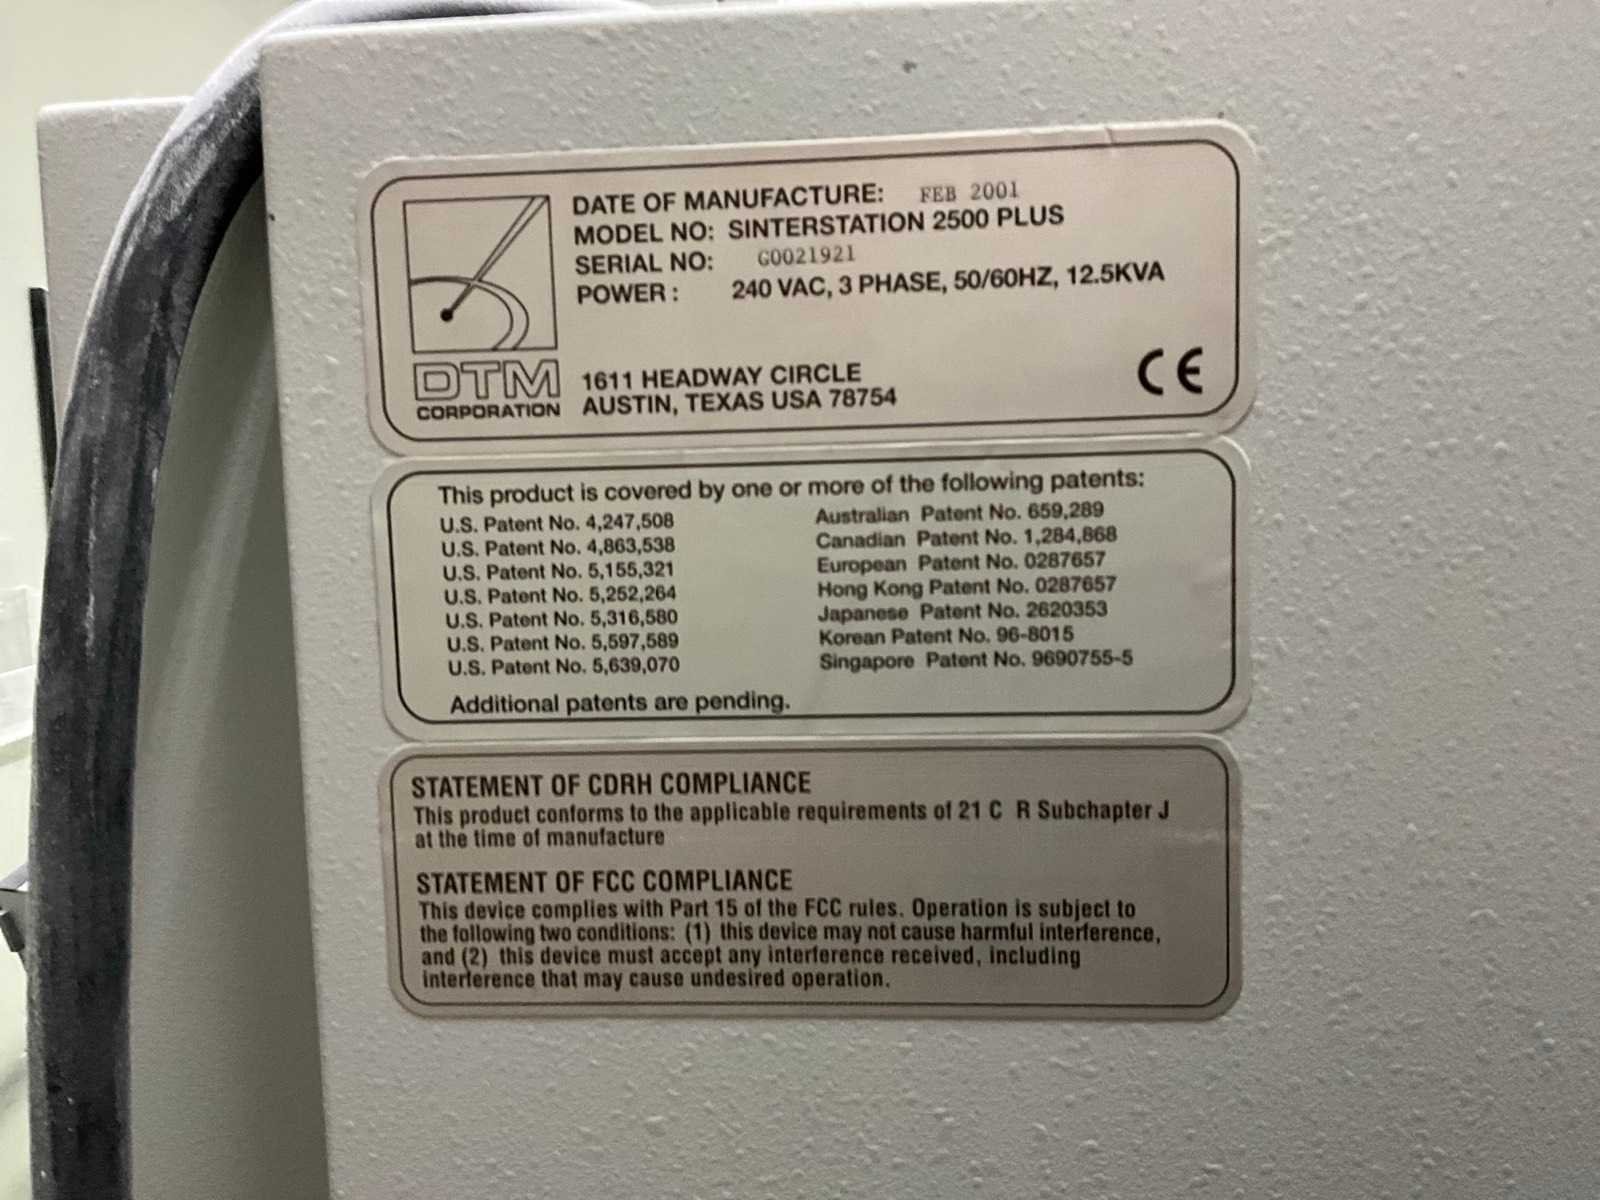 DATE OF MANUFACTURE: FEB 2001
MODEL NO: SINTERSTATION 2500 PLUS
SERIAL NO: G0021921
POWER : 240 VAC, 3 PHASE, 50/60HZ, 12.5KVA
DTM
CORPORATION
1611 HEADWAY CIRCLE
AUSTIN, TEXAS USA 78754
CE
This product is covered by one or more of the following patents:
U.S. Patent No. 4,247,508
U.S. Patent No. 4,863,538
U.S. Patent No. 5,155,321
U.S. Patent No. 5,252,264
U.S. Patent No. 5,316,580
U.S. Patent No. 5,597,589
U.S. Patent No. 5,639,070
Australian Patent No. 659,289
Canadian Patent No. 1,284,868
European Patent No. 0287657
Hong Kong Patent No. 0287657
Japanese Patent No. 2620353
Korean Patent No. 96-8015
Singapore Patent No. 9690755-5
Additional patents are pending.
STATEMENT OF CDRH COMPLIANCE
This product conforms to the applicable requirements of 21 C R Subchapter J
at the time of manufacture
STATEMENT OF FCC COMPLIANCE
This device complies with Part 15 of the FCC rules. Operation is subject to
the following two conditions: (1) this device may not cause harmful interference,
and (2) this device must accept any interference received, including
interference that may cause undesired operation.